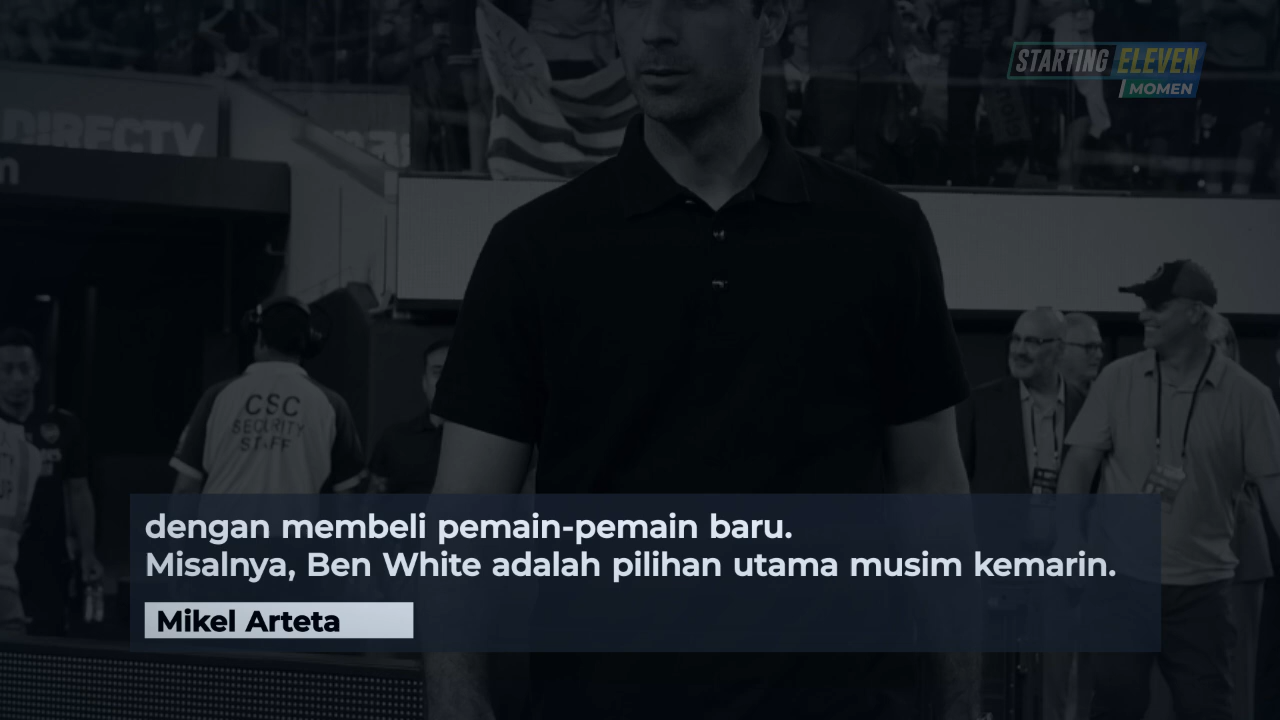 STARTING ELEVEN
MOMEN
DIRECTV
CSC
SECURITY
STAFF
dengan membeli pemain-pemain baru.
Misalnya, Ben White adalah pilihan utama musim kemarin.
Mikel Arteta